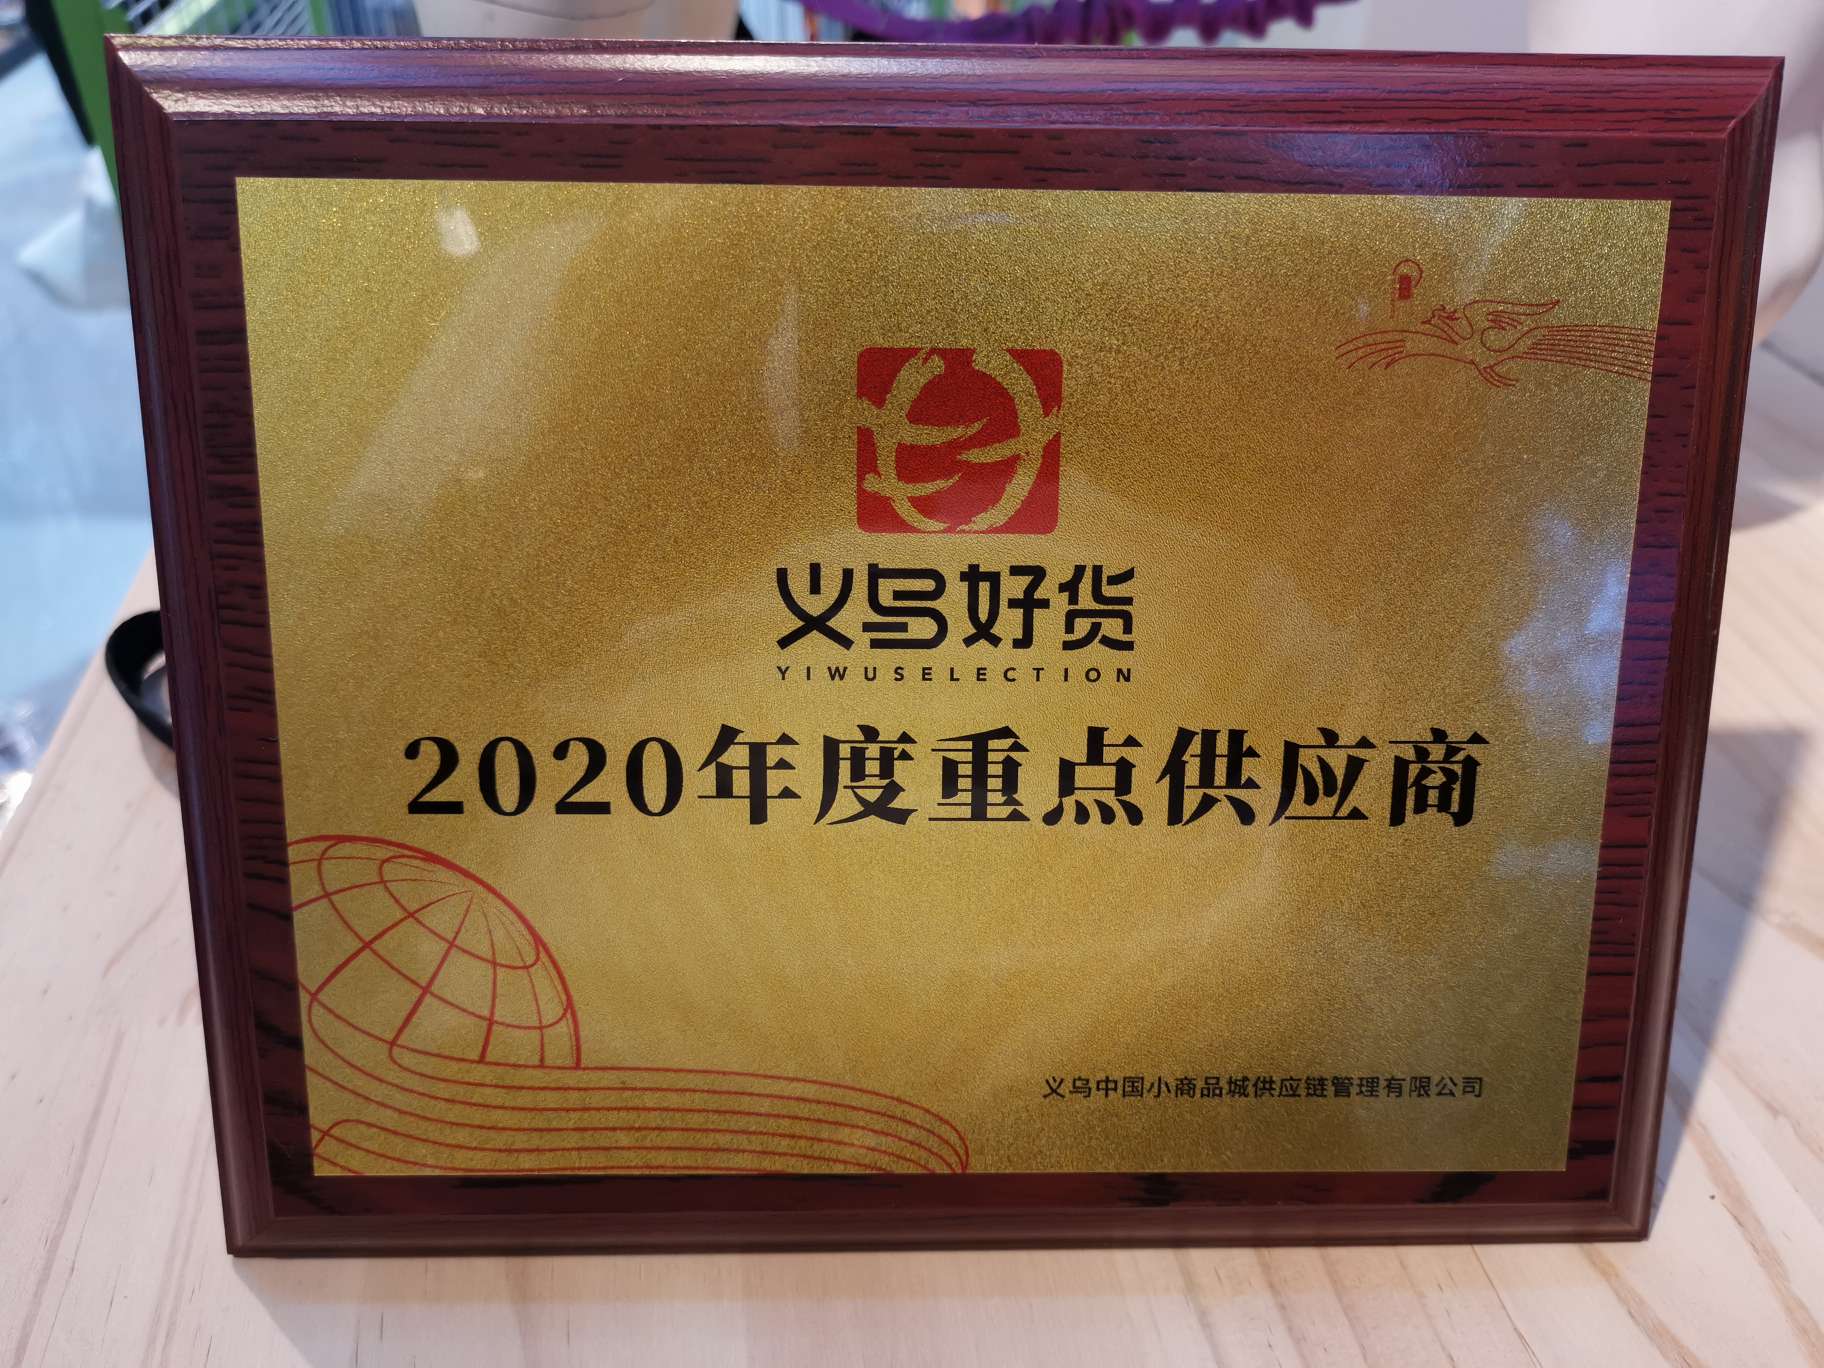 义乌好货
YIWUSELECTION
2020年度重点供应商
义乌中国小商品城供应链管理有限公司